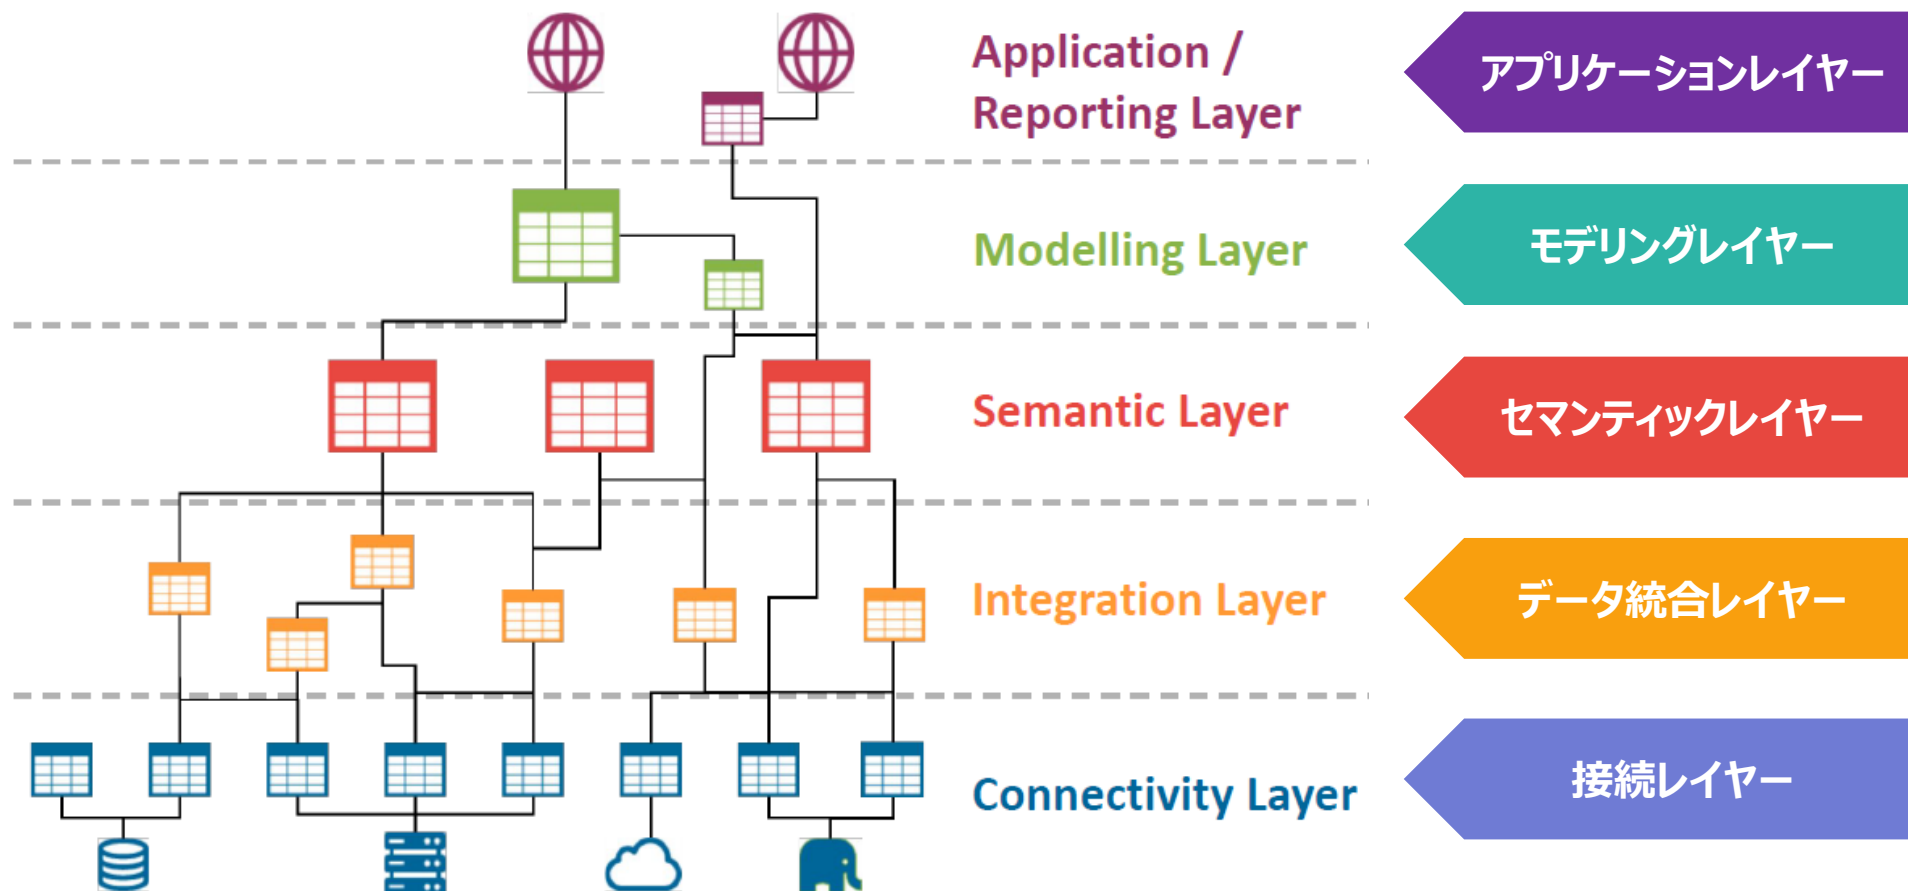 Application /
Reporting Layer
アプリケーションレイヤー
Modelling Layer
モデリングレイヤー
Semantic Layer
セマンティックレイヤー
Integration Layer
データ統合レイヤー
Connectivity Layer
接続レイヤー